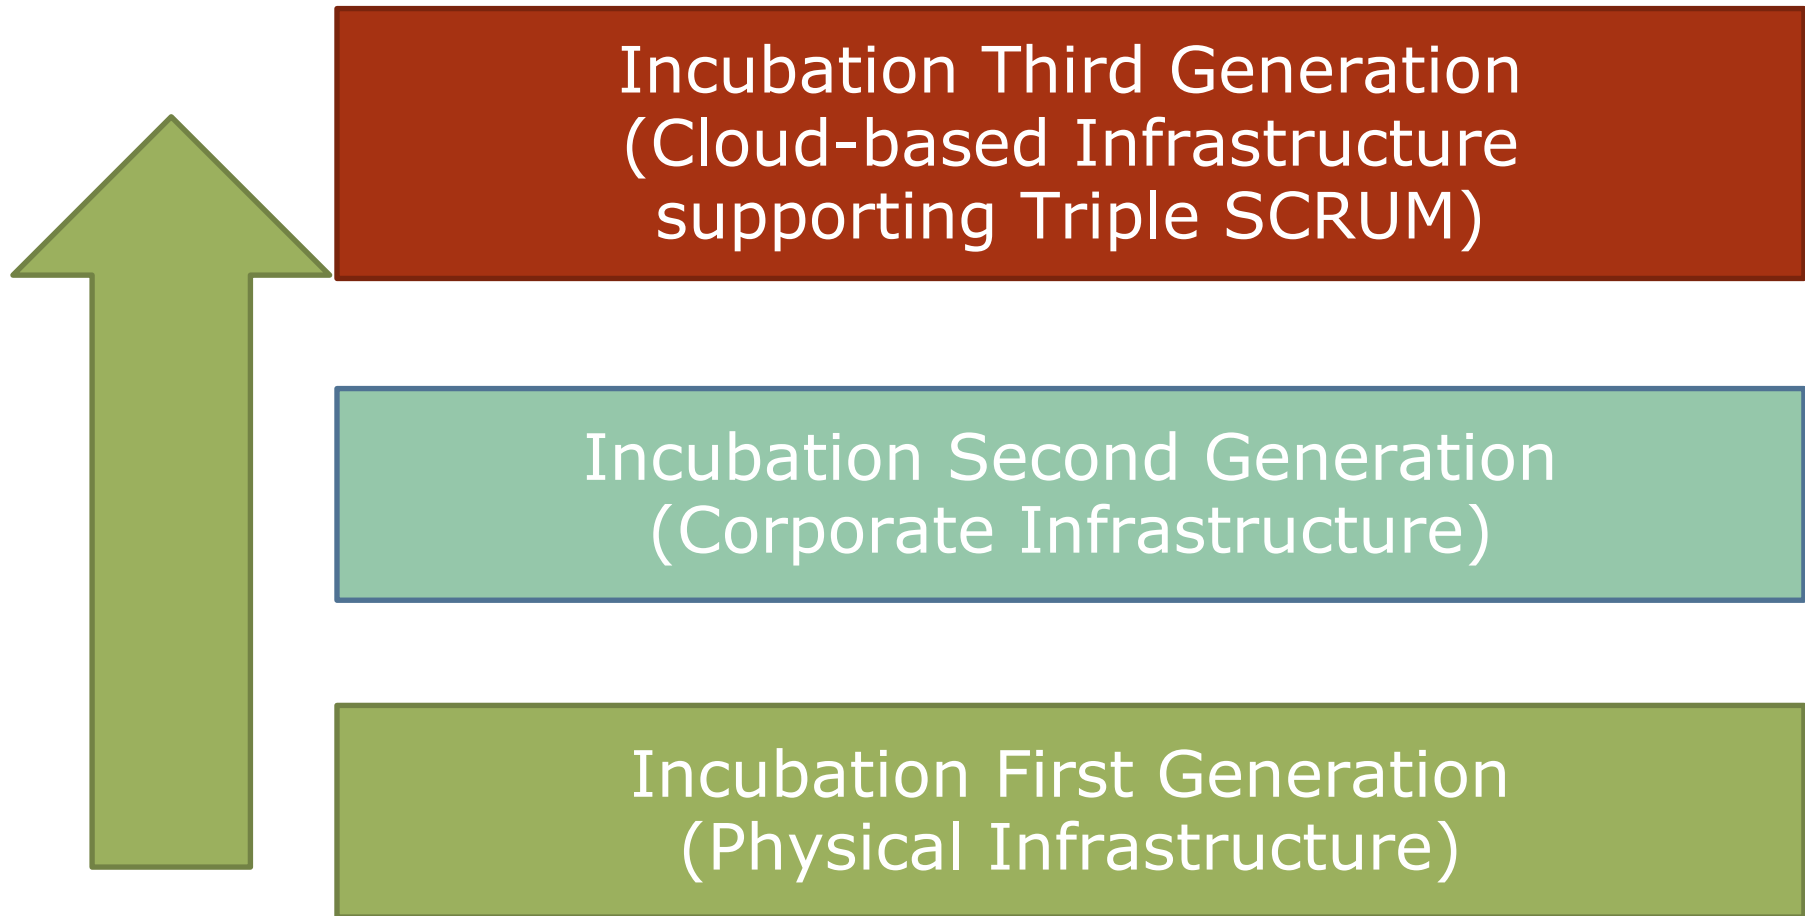 Incubation Third Generation
(Cloud-based Infrastructure
supporting Triple SCRUM)
Incubation Second Generation
(Corporate Infrastructure)
Incubation First Generation
(Physical Infrastructure)